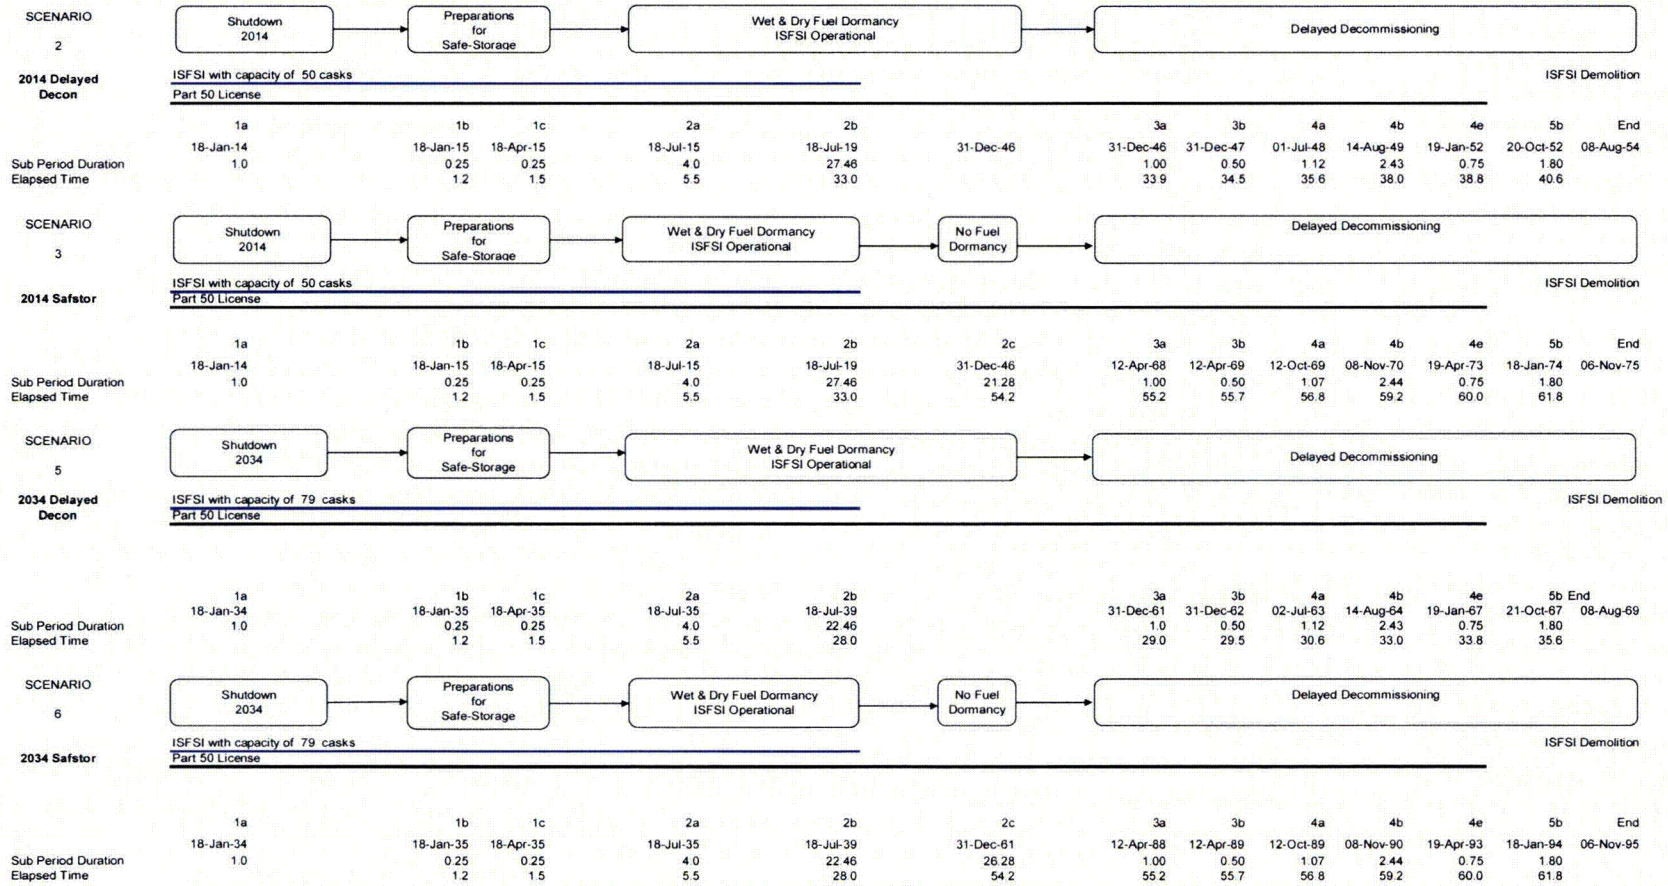 SCENARIO
2
Shutdown
2014
Preparations
for
Safe-Storage
Wet & Dry Fuel Dormancy
ISFSI Operational
Delayed Decommissioning
2014 Delayed
Decon
ISFSI with capacity of 50 casks
ISFSI Demolition
Part 50 License
1a 1b 1c 2a 2b 3a 3b 4a 4b 4e 5b End
18-Jan-14 18-Jan-15 18-Apr-15 18-Jul-15 18-Jul-19 31-Dec-46 31-Dec-46 31-Dec-47 01-Jul-48 14-Aug-49 19-Jan-52 20-Oct-52 08-Aug-54
Sub Period Duration 1.0 0.25 0.25 4.0 27.46 1.00 0.50 1.12 2.43 0.75 1.80
Elapsed Time 1.2 1.5 5.5 33.0 33.9 34.5 35.6 38.0 38.8 40.6
SCENARIO
3
Shutdown
2014
Preparations
for
Safe-Storage
Wet & Dry Fuel Dormancy
ISFSI Operational
No Fuel
Dormancy
Delayed Decommissioning
2014 Safstor
ISFSI with capacity of 50 casks
ISFSI Demolition
Part 50 License
1a 1b 1c 2a 2b 2c 3a 3b 4a 4b 4e 5b End
18-Jan-14 18-Jan-15 18-Apr-15 18-Jul-15 18-Jul-19 31-Dec-46 12-Apr-68 12-Apr-69 12-Oct-69 08-Nov-70 19-Apr-73 18-Jan-74 06-Nov-75
Sub Period Duration 1.0 0.25 0.25 4.0 27.46 21.28 1.00 0.50 1.07 2.44 0.75 1.80
Elapsed Time 1.2 1.5 5.5 33.0 54.2 55.2 55.7 56.8 59.2 60.0 61.8
SCENARIO
5
Shutdown
2034
Preparations
for
Safe-Storage
Wet & Dry Fuel Dormancy
ISFSI Operational
Delayed Decommissioning
2034 Delayed
Decon
ISFSI with capacity of 79 casks
ISFSI Demolition
Part 50 License
1a 1b 1c 2a 2b 3a 3b 4a 4b 4e 5b End
18-Jan-34 18-Jan-35 18-Apr-35 18-Jul-35 18-Jul-39 31-Dec-61 31-Dec-62 02-Jul-63 14-Aug-64 19-Jan-67 21-Oct-67 08-Aug-69
Sub Period Duration 1.0 0.25 0.25 4.0 22.46 1.0 0.50 1.12 2.43 0.75 1.80
Elapsed Time 1.2 1.5 5.5 28.0 29.0 29.5 30.6 33.0 33.8 35.6
SCENARIO
6
Shutdown
2034
Preparations
for
Safe-Storage
Wet & Dry Fuel Dormancy
ISFSI Operational
No Fuel
Dormancy
Delayed Decommissioning
2034 Safstor
ISFSI with capacity of 79 casks
ISFSI Demolition
Part 50 License
1a 1b 1c 2a 2b 2c 3a 3b 4a 4b 4e 5b End
18-Jan-34 18-Jan-35 18-Apr-35 18-Jul-35 18-Jul-39 31-Dec-61 12-Apr-88 12-Apr-89 12-Oct-89 08-Nov-90 19-Apr-93 18-Jan-94 06-Nov-95
Sub Period Duration 1.0 0.25 0.25 4.0 22.46 26.28 1.00 0.50 1.07 2.44 0.75 1.80
Elapsed Time 1.2 1.5 5.5 28.0 54.2 55.2 55.7 56.8 59.2 60.0 61.8